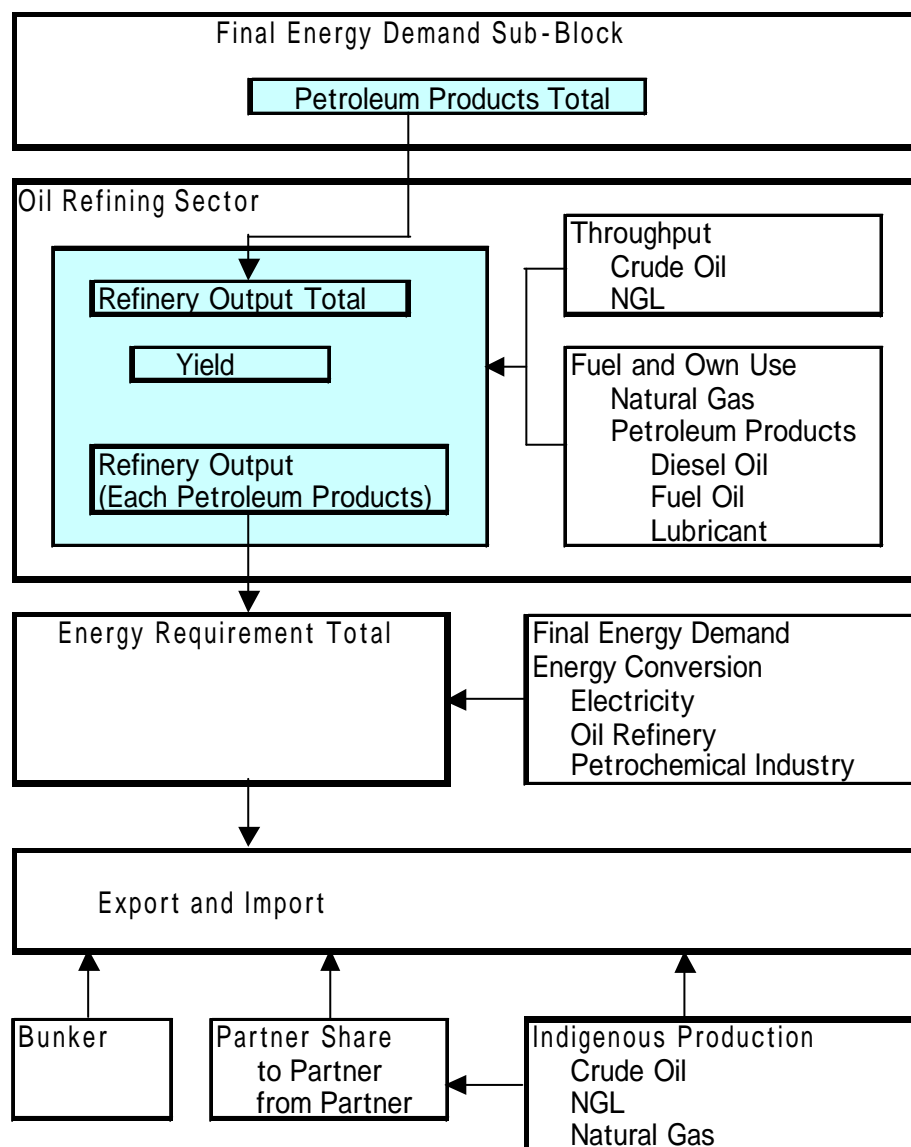 Final Energy Demand Sub-Block
Petroleum Products Total
Oil Refining Sector
Refinery Output Total
Yield
Refinery Output
(Each Petroleum Products)
Throughput
Crude Oil
NGL
Fuel and Own Use
Natural Gas
Petroleum Products
Diesel Oil
Fuel Oil
Lubricant
Energy Requirement Total
Final Energy Demand
Energy Conversion
Electricity
Oil Refinery
Petrochemical Industry
Export and Import
Bunker
Partner Share
to Partner
from Partner
Indigenous Production
Crude Oil
NGL
Natural Gas